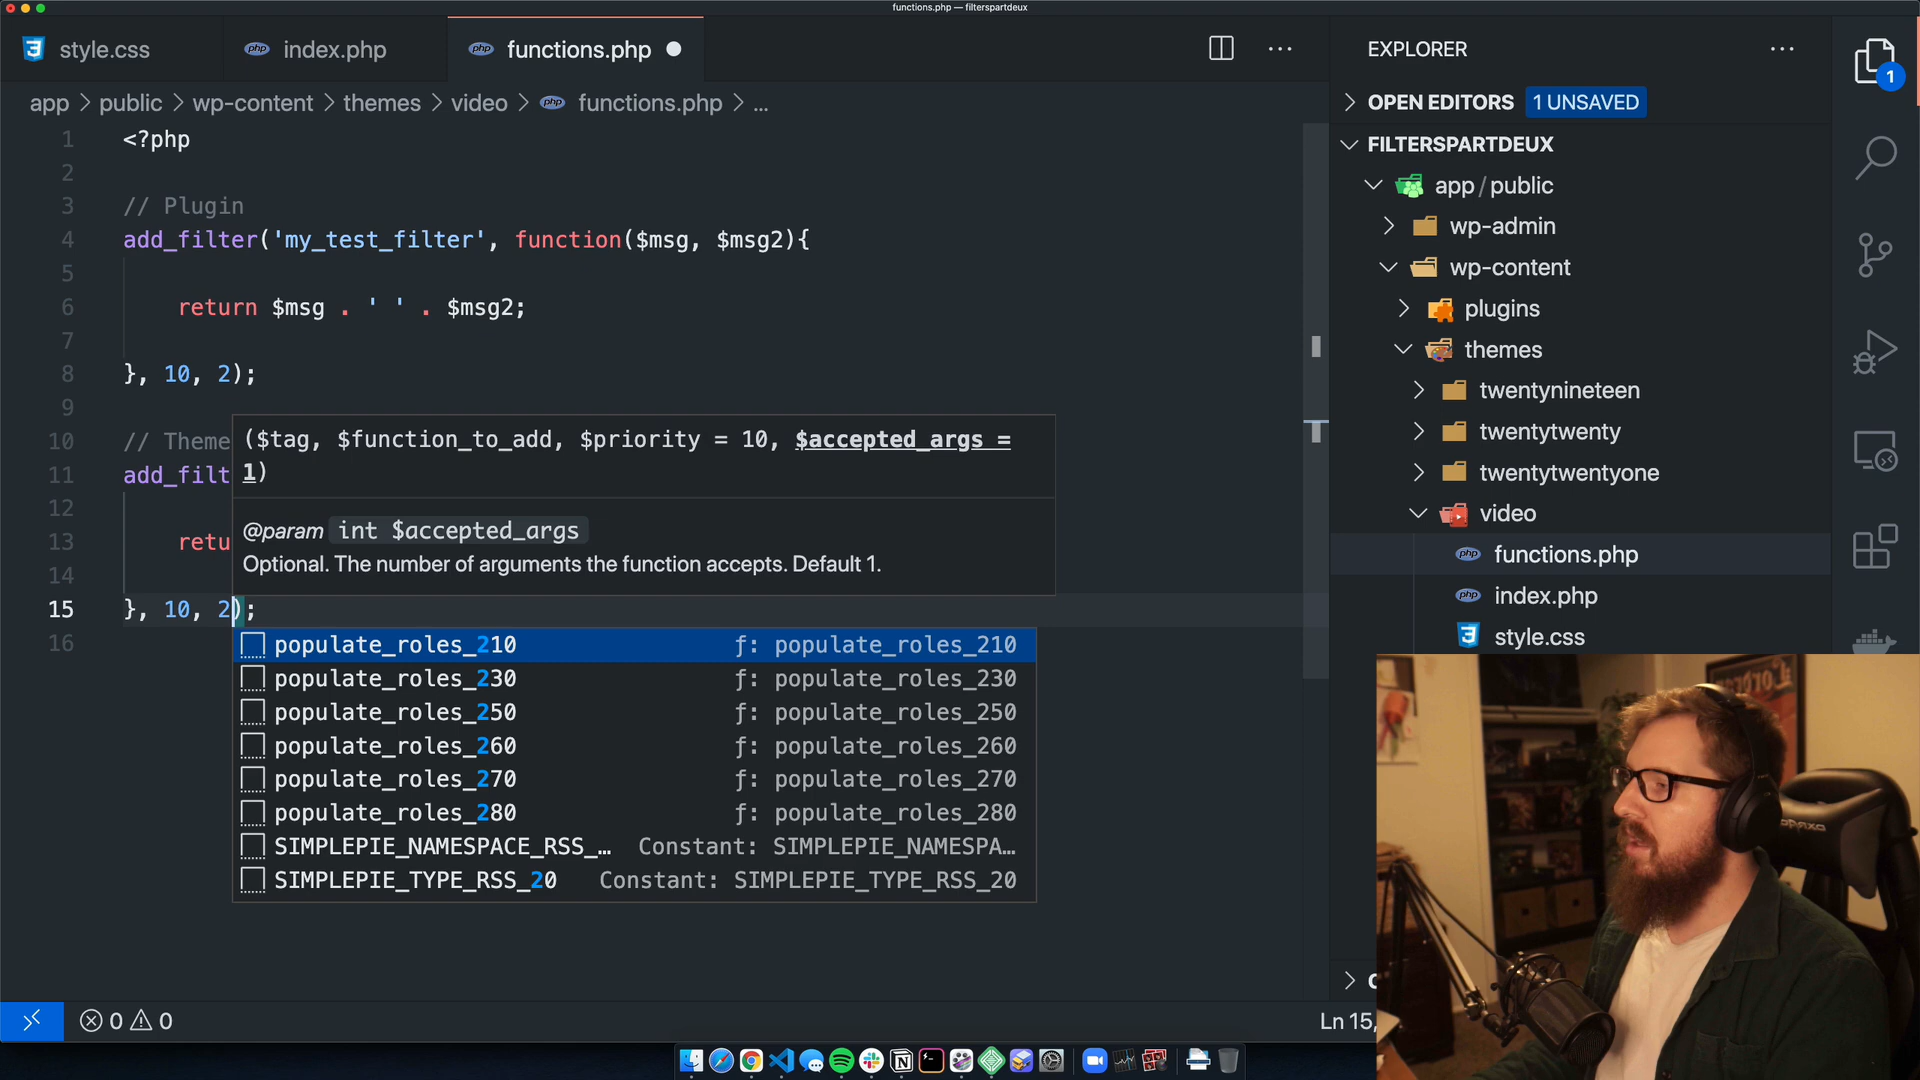 functions.php — filterspartdeux
style.css
index.php
functions.php
EXPLORER
app > public > wp-content > themes > video > functions.php > ...
OPEN EDITORS 1 UNSAVED
FILTERSPARTDEUX
app / public
wp-admin
wp-content
plugins
themes
twentynineteen
twentytwenty
twentytwentyone
video
functions.php
index.php
style.css
1
1 <?php
2
3 // Plugin
4 add_filter('my_test_filter', function($msg, $msg2){
5
6 return $msg . ' ' . $msg2;
7
8 }, 10, 2);
9
10 // Theme
11 add_filt
12
13 retu
14
15 }, 10, 2);
16
($tag, $function_to_add, $priority = 10, $accepted_args =
1)
@param int $accepted_args
Optional. The number of arguments the function accepts. Default 1.
populate_roles_210 ƒ: populate_roles_210
populate_roles_230 ƒ: populate_roles_230
populate_roles_250 ƒ: populate_roles_250
populate_roles_260 ƒ: populate_roles_260
populate_roles_270 ƒ: populate_roles_270
populate_roles_280 ƒ: populate_roles_280
SIMPLEPIE_NAMESPACE_RSS_… Constant: SIMPLEPIE_NAMESPA…
SIMPLEPIE_TYPE_RSS_20 Constant: SIMPLEPIE_TYPE_RSS_20
0 0
Ln 15,